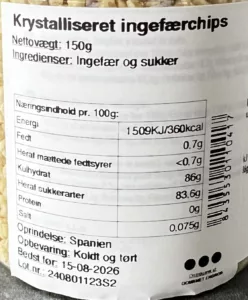 Krystalliseret ingefærchips
Nettovægt: 150g
Ingredienser: Ingefær og sukker
Næringsindhold pr. 100g:
Energi 1509KJ/360kcal
Fedt 0.7g
Heraf mættede fedtsyrer <0.7g
Kulhydrat 86g
Heraf sukkerarter 83,6g
Protein 0g
Salt 0.075g
Oprindelse: Spanien
Opbevaring: Koldt og tørt
Bedst før: 15-08-2026
Lot.nr.: 240801123S2